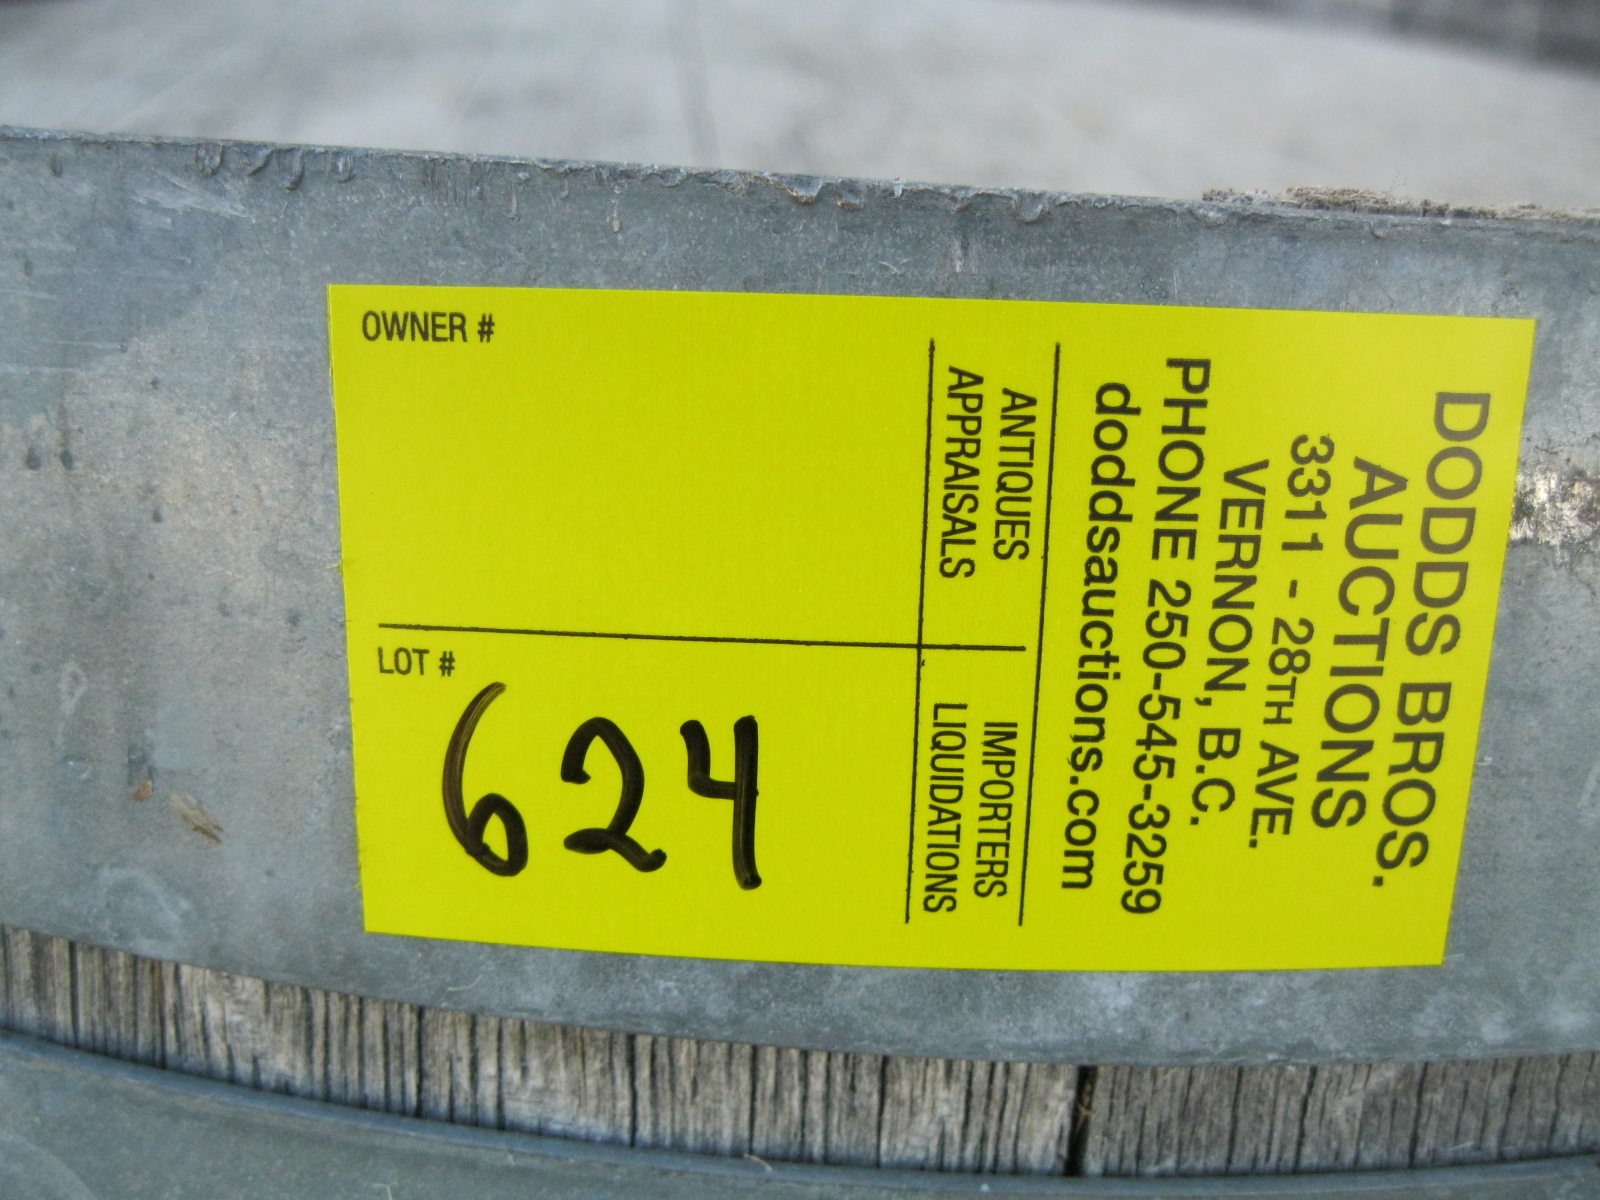 DODDS BROS.
AUCTIONS
3311 - 28TH AVE.
VERNON, B.C.
PHONE 250-545-3259
doddsauctions.com
ANTIQUES
APPRAISALS
IMPORTERS
LIQUIDATIONS
OWNER #
LOT #
624